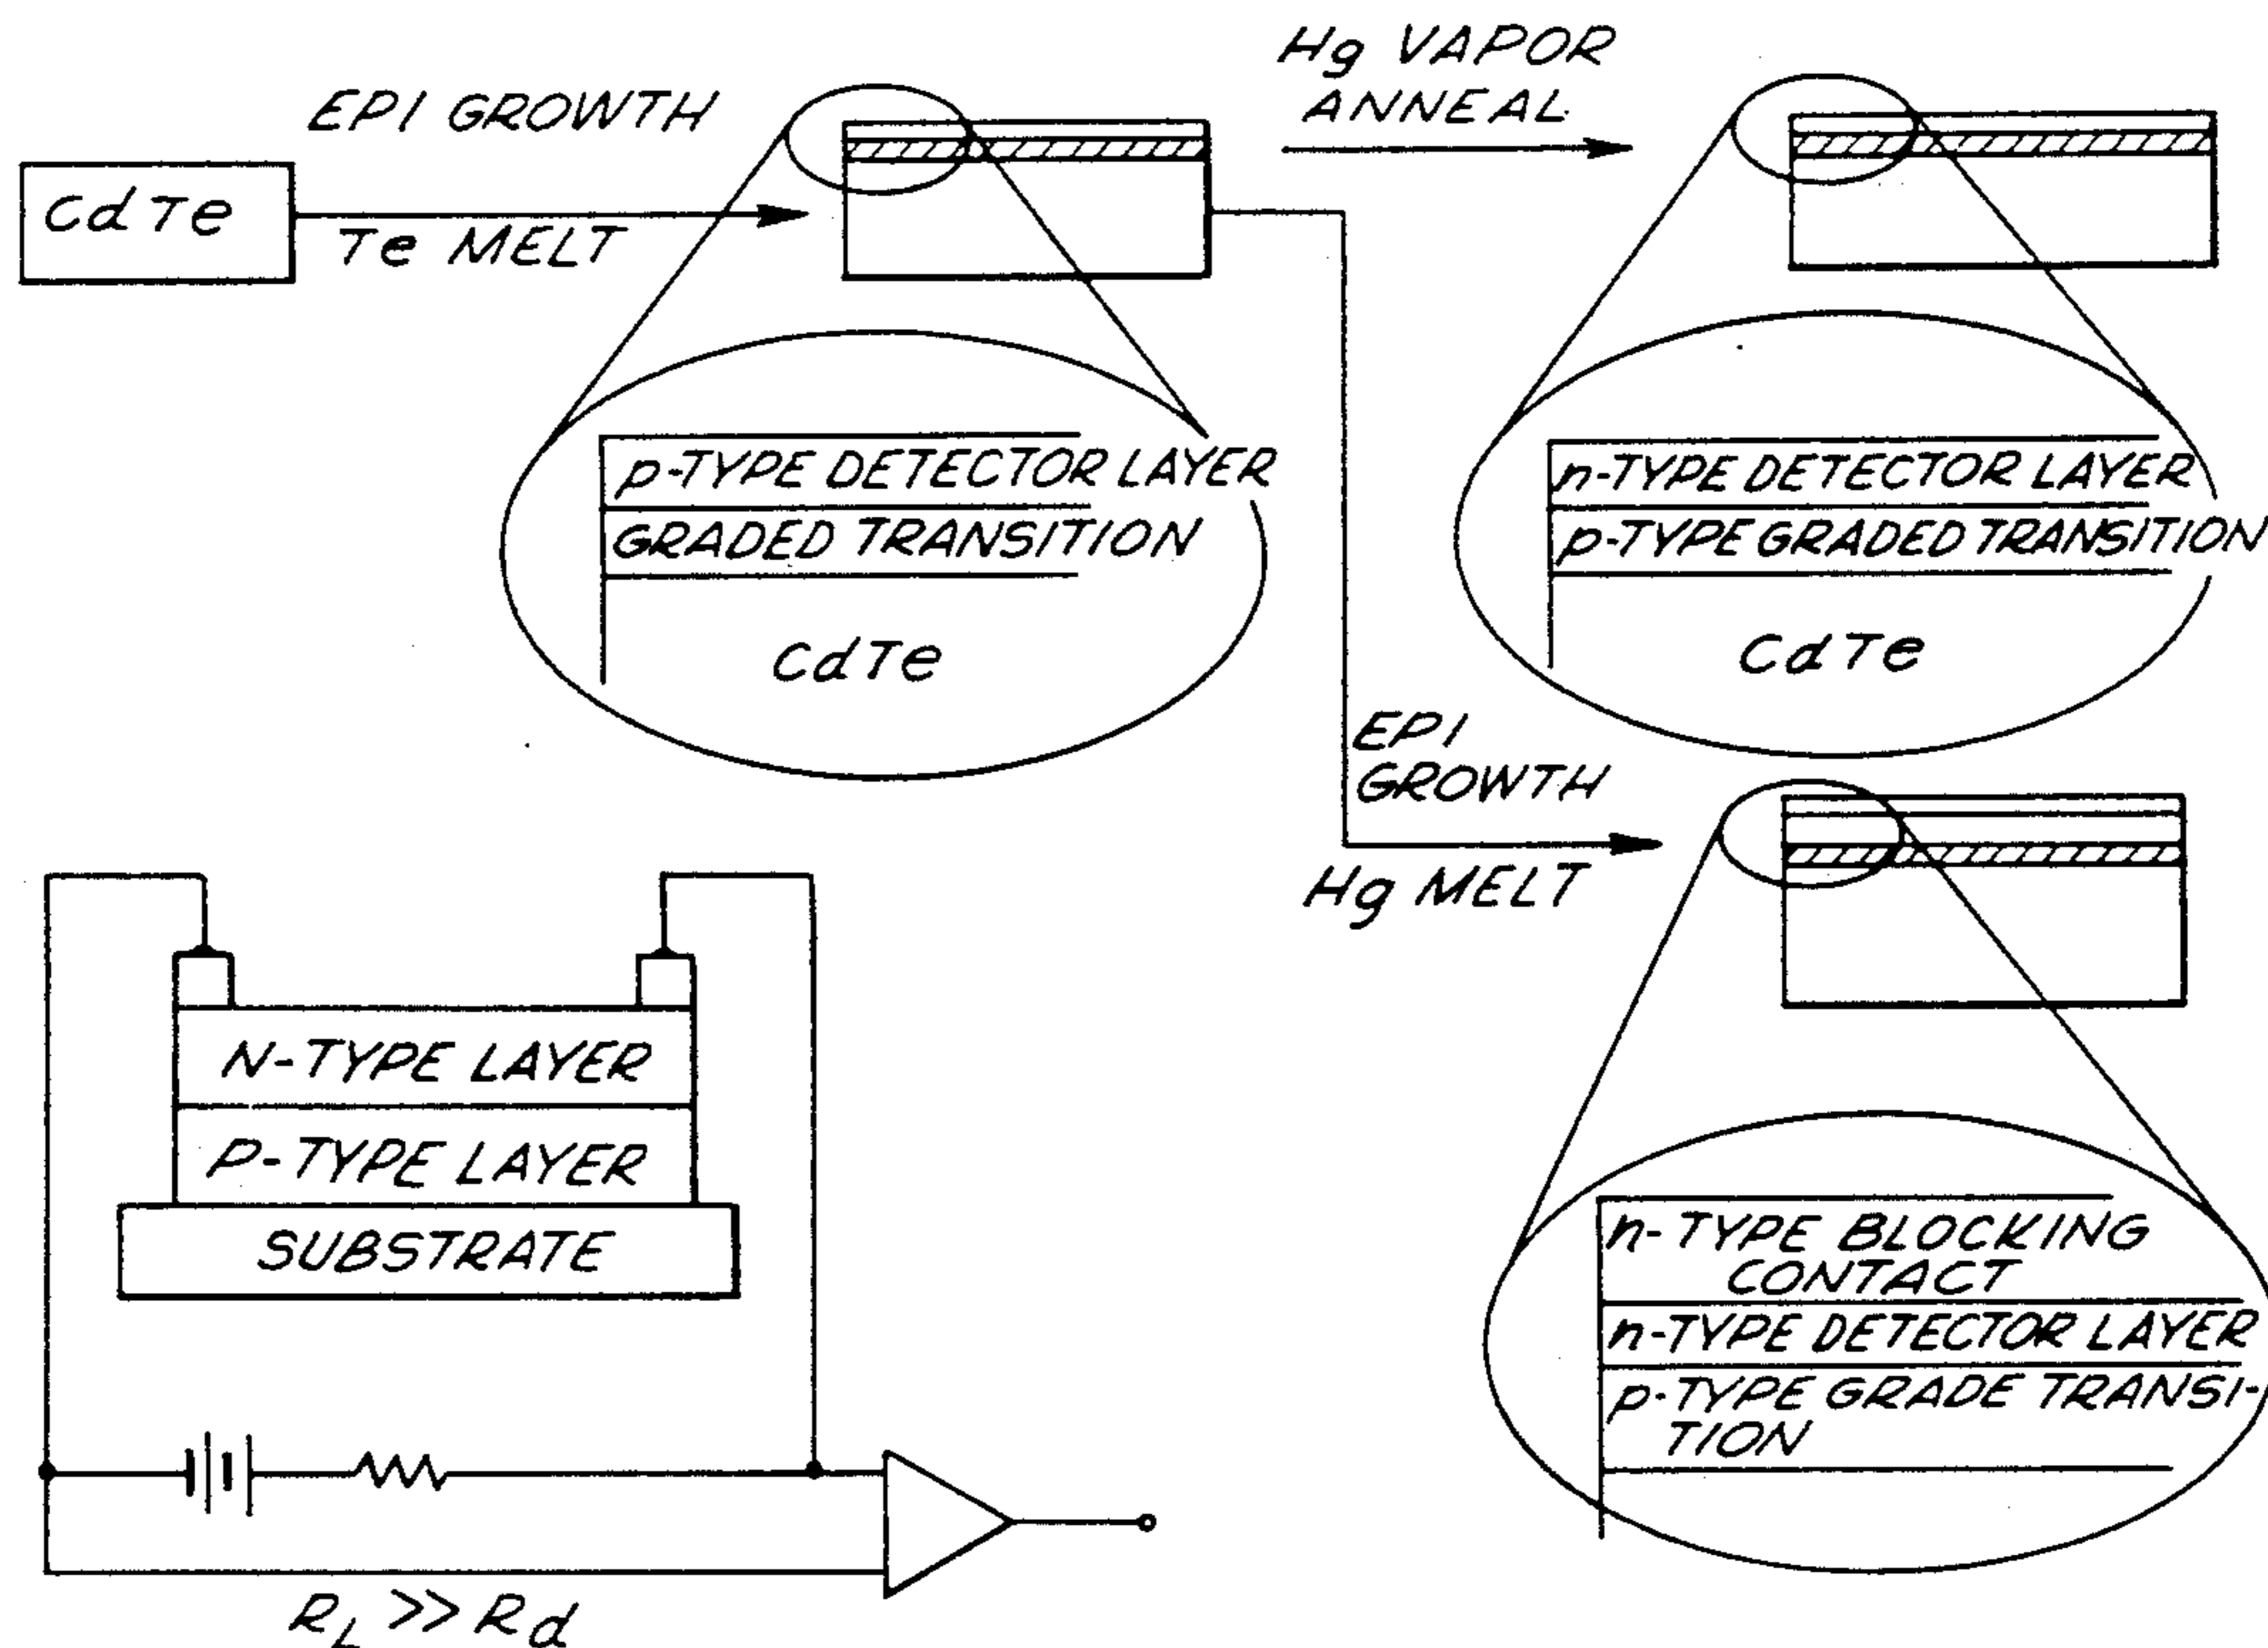 EPI GROWTH
CdTe
Te MELT
Hg VAPOR
ANNEAL
p-TYPE DETECTOR LAYER
GRADED TRANSITION
CdTe
n-TYPE DETECTOR LAYER
p-TYPE GRADED TRANSITION
CdTe
EPI
GROWTH
Hg MELT
n-TYPE BLOCKING
CONTACT
n-TYPE DETECTOR LAYER
p-TYPE GRADE TRANSI-
TION
N-TYPE LAYER
P-TYPE LAYER
SUBSTRATE
RL >> Rd